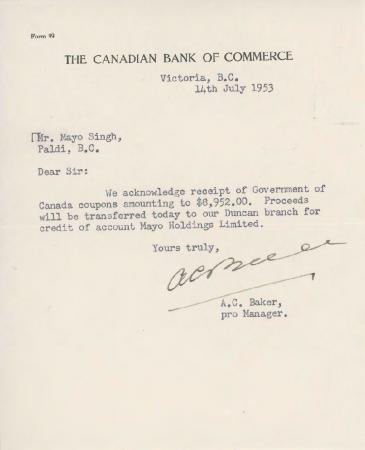 Form 99
THE CANADIAN BANK OF COMMERCE
Victoria, B.C.
14th July 1953
Mr. Mayo Singh,
Paldi, B.C.
Dear Sir:
We acknowledge receipt of Government of
Canada coupons amounting to $8,952.00. Proceeds
will be transferred today to our Duncan branch for
credit of account Mayo Holdings Limited.
Yours truly,
A.C. Baker
A.C. Baker,
pro Manager.